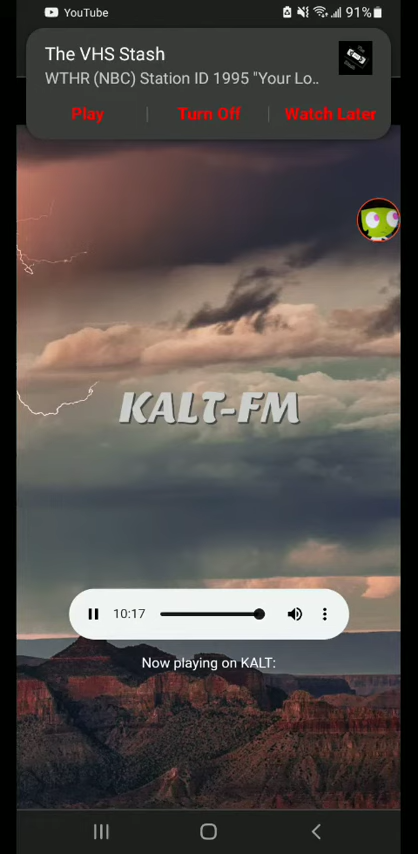 YouTube
91%
The VHS Stash
WTHR (NBC) Station ID 1995 "Your Lo..
Play | Turn Off | Watch Later
KALT-FM
10:17
Now playing on KALT: